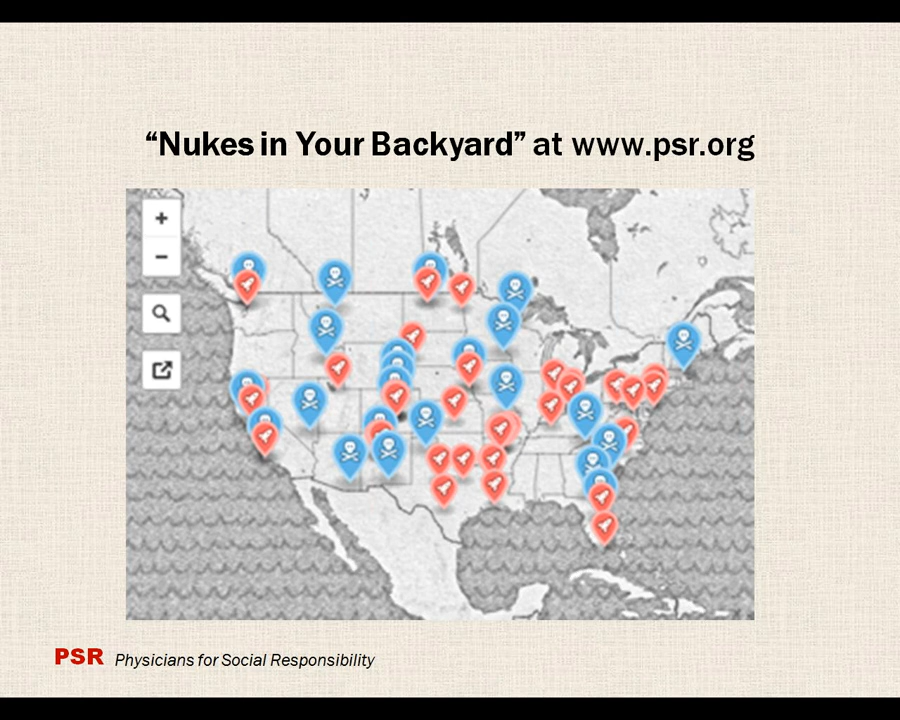 “Nukes in Your Backyard” at www.psr.org
PSR Physicians for Social Responsibility